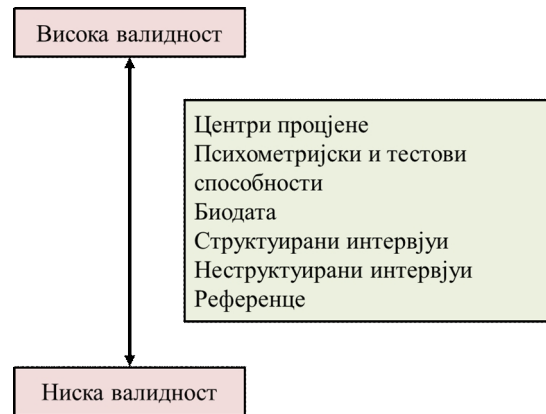 Висока валидност
Центри процјене
Психометријски и тестови
способности
Биодата
Структуирани интервјуи
Неструктуирани интервјуи
Референце
Ниска валидност